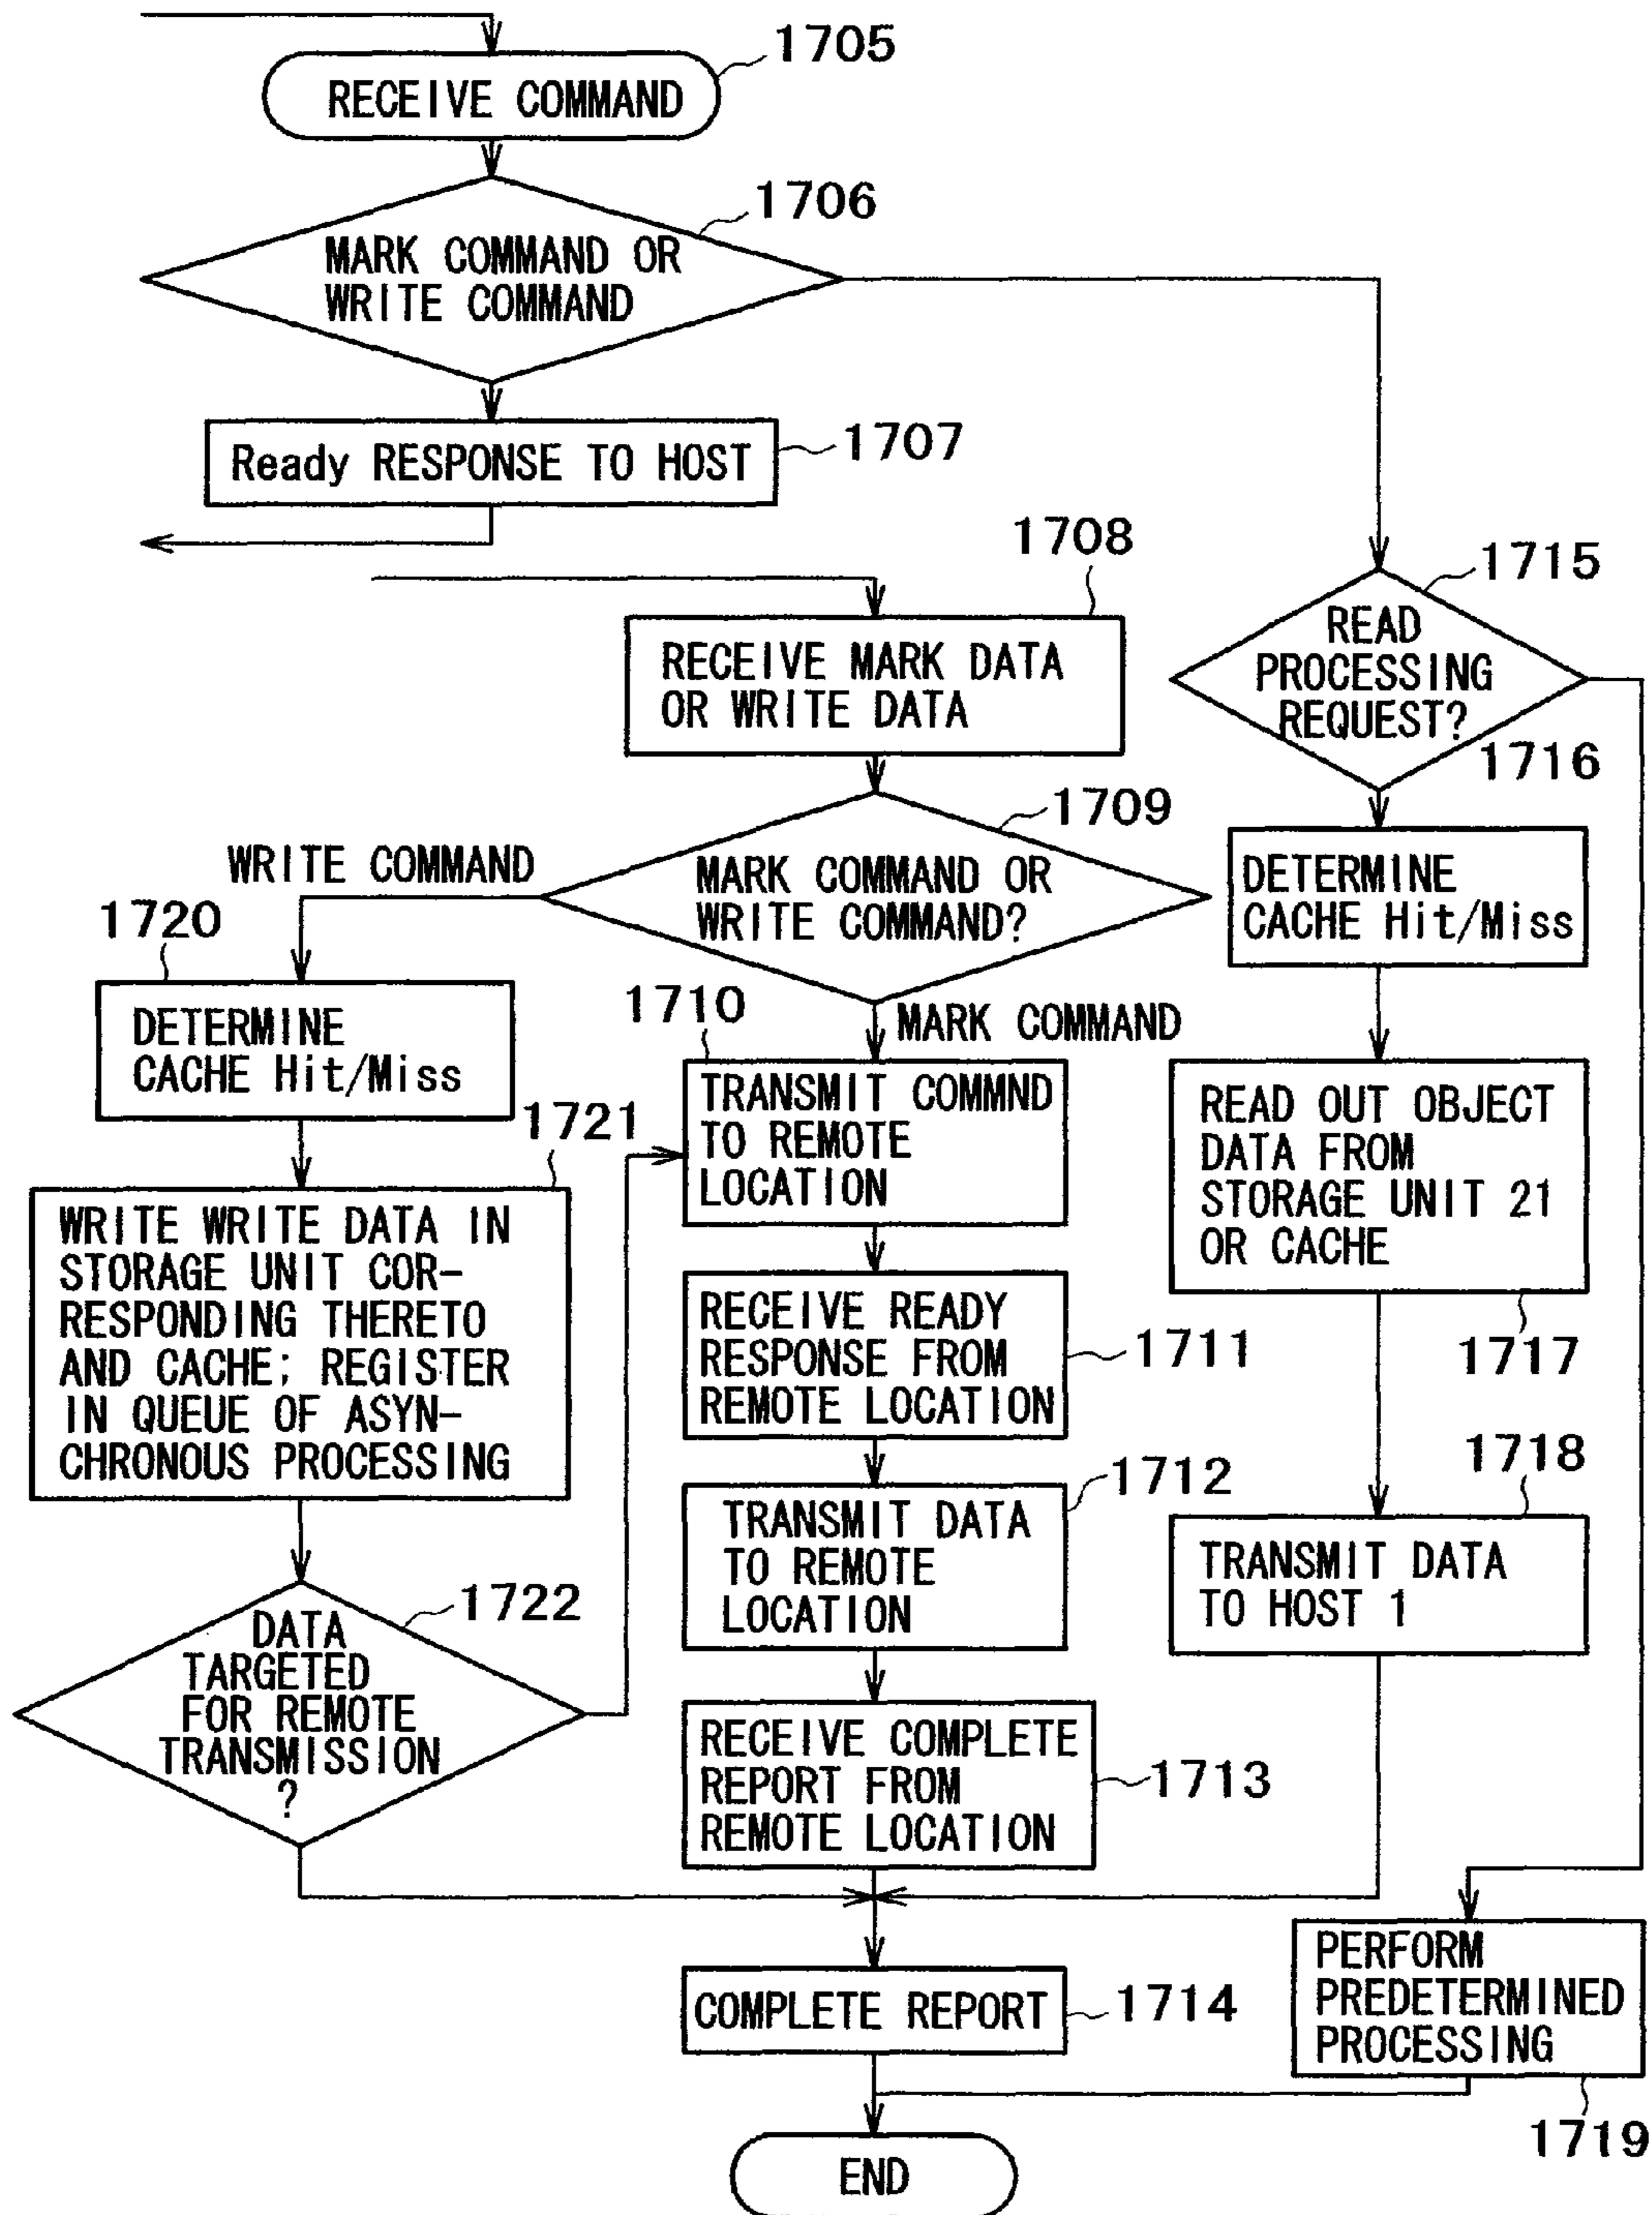 1705
RECEIVE COMMAND
1706
MARK COMMAND OR
WRITE COMMAND
Ready RESPONSE TO HOST
1707
1708
RECEIVE MARK DATA
OR WRITE DATA
1715
READ
PROCESSING
REQUEST?
1716
1709
MARK COMMAND OR
WRITE COMMAND?
WRITE COMMAND
MARK COMMAND
DETERMINE
CACHE Hit/Miss
1720
DETERMINE
CACHE Hit/Miss
1721
WRITE WRITE DATA IN
STORAGE UNIT COR-
RESPONDING THERETO
AND CACHE; REGISTER
IN QUEUE OF ASYN-
CHRONOUS PROCESSING
1722
DATA
TARGETED
FOR REMOTE
TRANSMISSION
?
1710
TRANSMIT COMMND
TO REMOTE
LOCATION
RECEIVE READY
RESPONSE FROM
REMOTE LOCATION
1711
1712
TRANSMIT DATA
TO REMOTE
LOCATION
RECEIVE COMPLETE
REPORT FROM
REMOTE LOCATION
1713
READ OUT OBJECT
DATA FROM
STORAGE UNIT 21
OR CACHE
1717
1718
TRANSMIT DATA
TO HOST 1
COMPLETE REPORT
1714
PERFORM
PREDETERMINED
PROCESSING
1719
END